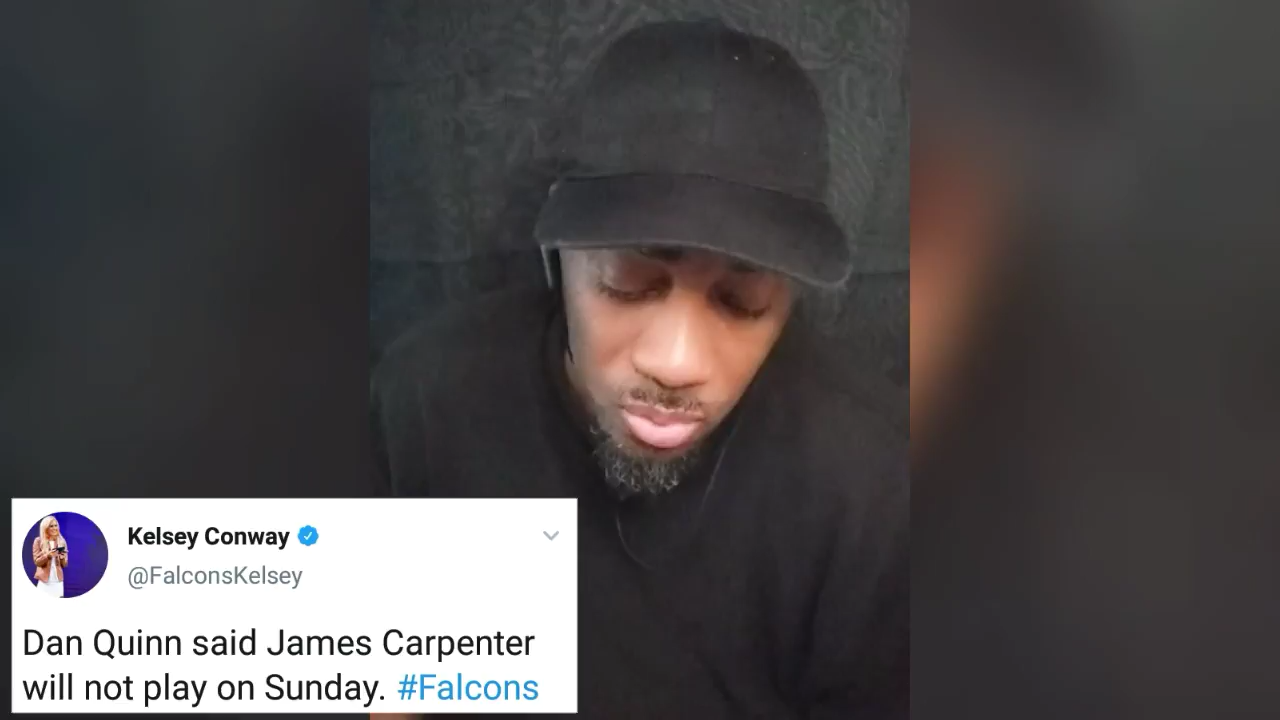 Kelsey Conway
@FalconsKelsey
Dan Quinn said James Carpenter
will not play on Sunday. #Falcons